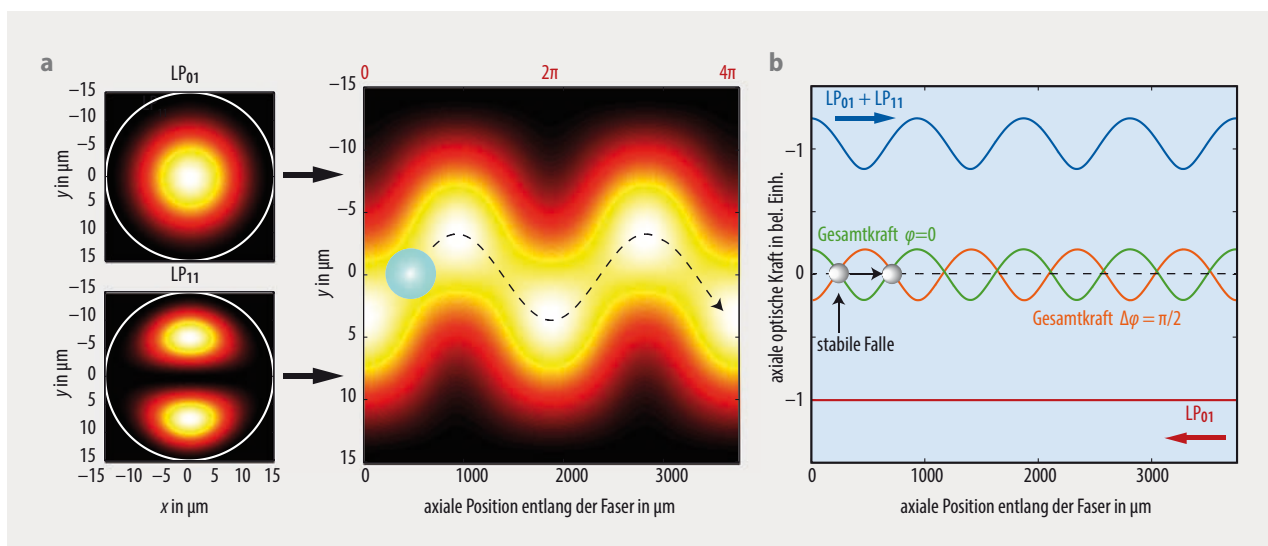 a
LP01
−15
−10
−5
0
5
10
15
y in µm
LP11
−15
−10
−5
0
5
10
15
y in µm
−15 −10 −5 0 5 10 15
x in µm
0 2π 4π
−15
−10
−5
0
5
10
15
y in µm
0 1000 2000 3000
axiale Position entlang der Faser in µm
b
LP01 + LP11
−1
Gesamtkraft φ=0
0
Gesamtkraft Δφ = π/2
stabile Falle
−1
LP01
axiale optische Kraft in bel. Einh.
0 1000 2000 3000
axiale Position entlang der Faser in µm